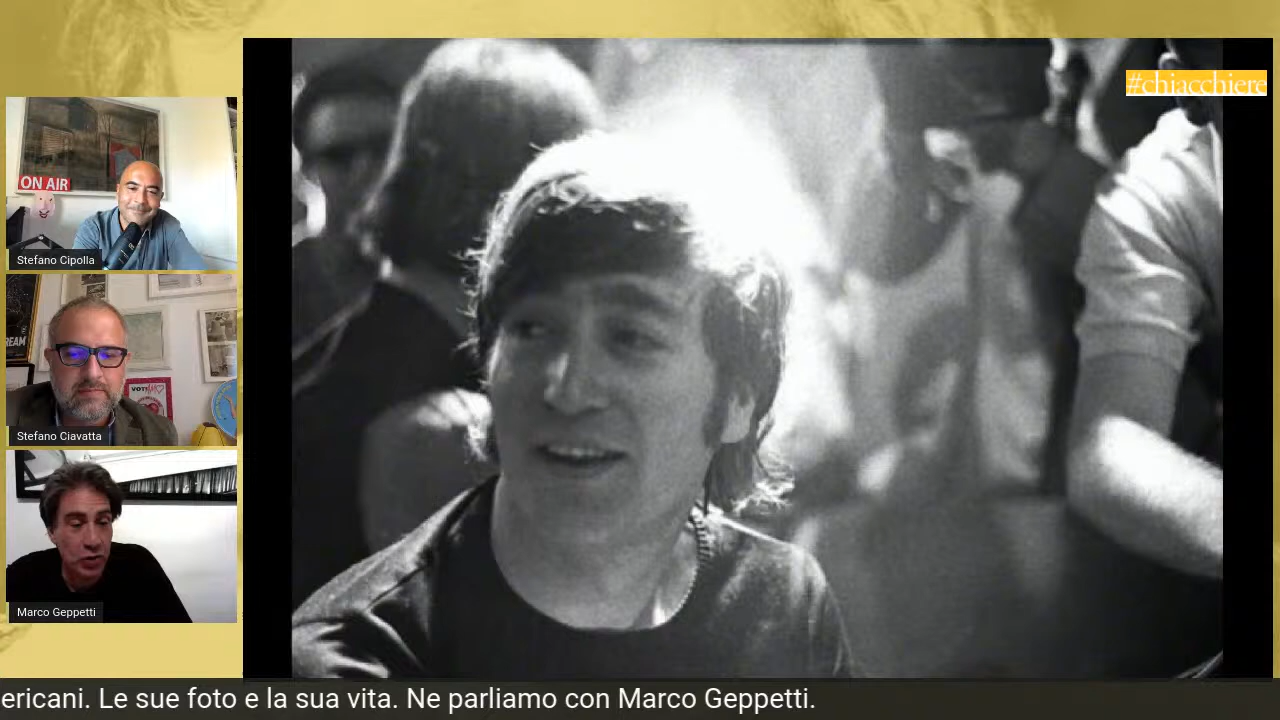 #chiacchiere
ON AIR
Stefano Cipolla
Stefano Ciavatta
Marco Geppetti
ericani. Le sue foto e la sua vita. Ne parliamo con Marco Geppetti.